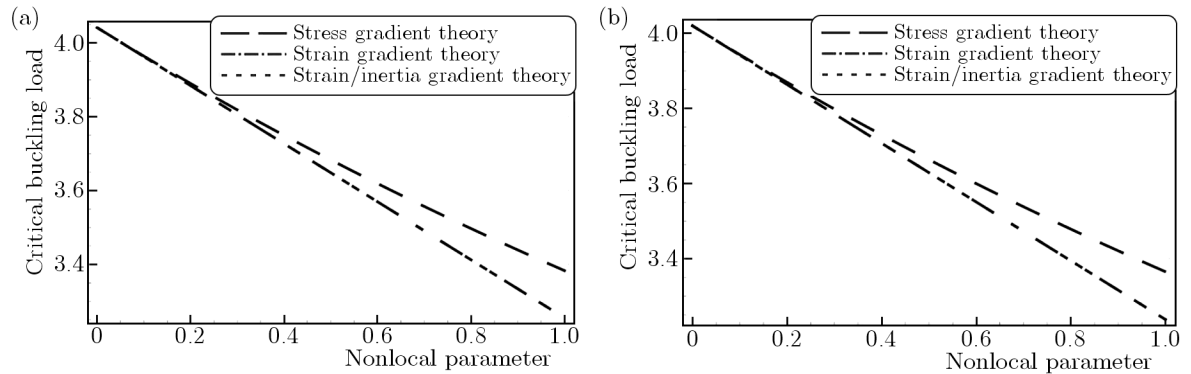 (a)
Stress gradient theory
Strain gradient theory
Strain/inertia gradient theory
Critical buckling load
4.0
3.8
3.6
3.4
0 0.2 0.4 0.6 0.8 1.0
Nonlocal parameter
(b)
Stress gradient theory
Strain gradient theory
Strain/inertia gradient theory
Critical buckling load
4.0
3.8
3.6
3.4
0 0.2 0.4 0.6 0.8 1.0
Nonlocal parameter